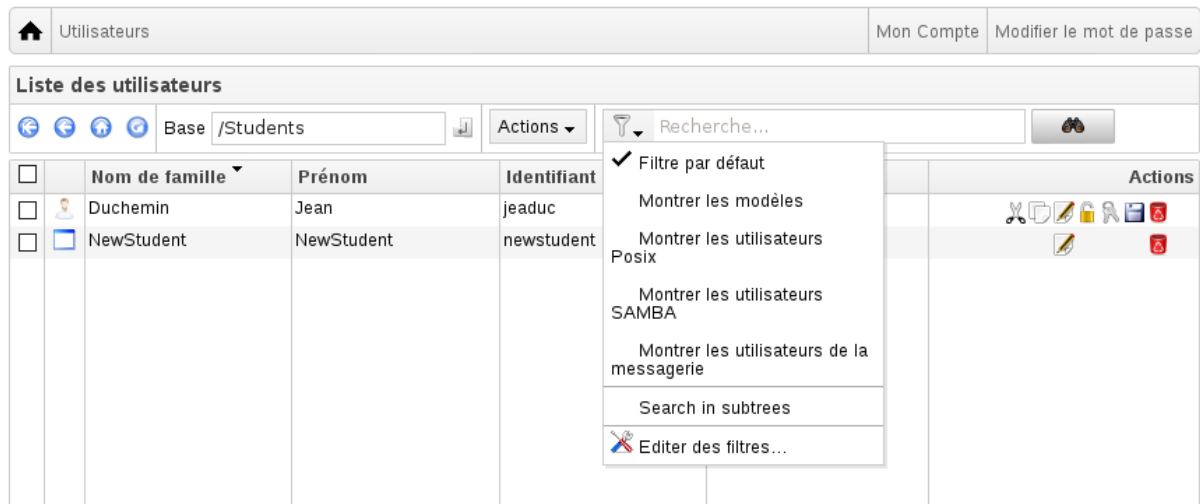 Utilisateurs Mon Compte Modifier le mot de passe
Liste des utilisateurs
Base /Students Actions Recherche...
Nom de famille Prénom Identifiant Actions
Filtre par défaut
Duchemin Jean jeaduc
Montrer les modèles
NewStudent NewStudent newstudent
Montrer les utilisateurs
Posix
Montrer les utilisateurs
SAMBA
Montrer les utilisateurs de la
messagerie
Search in subtrees
Editer des filtres...